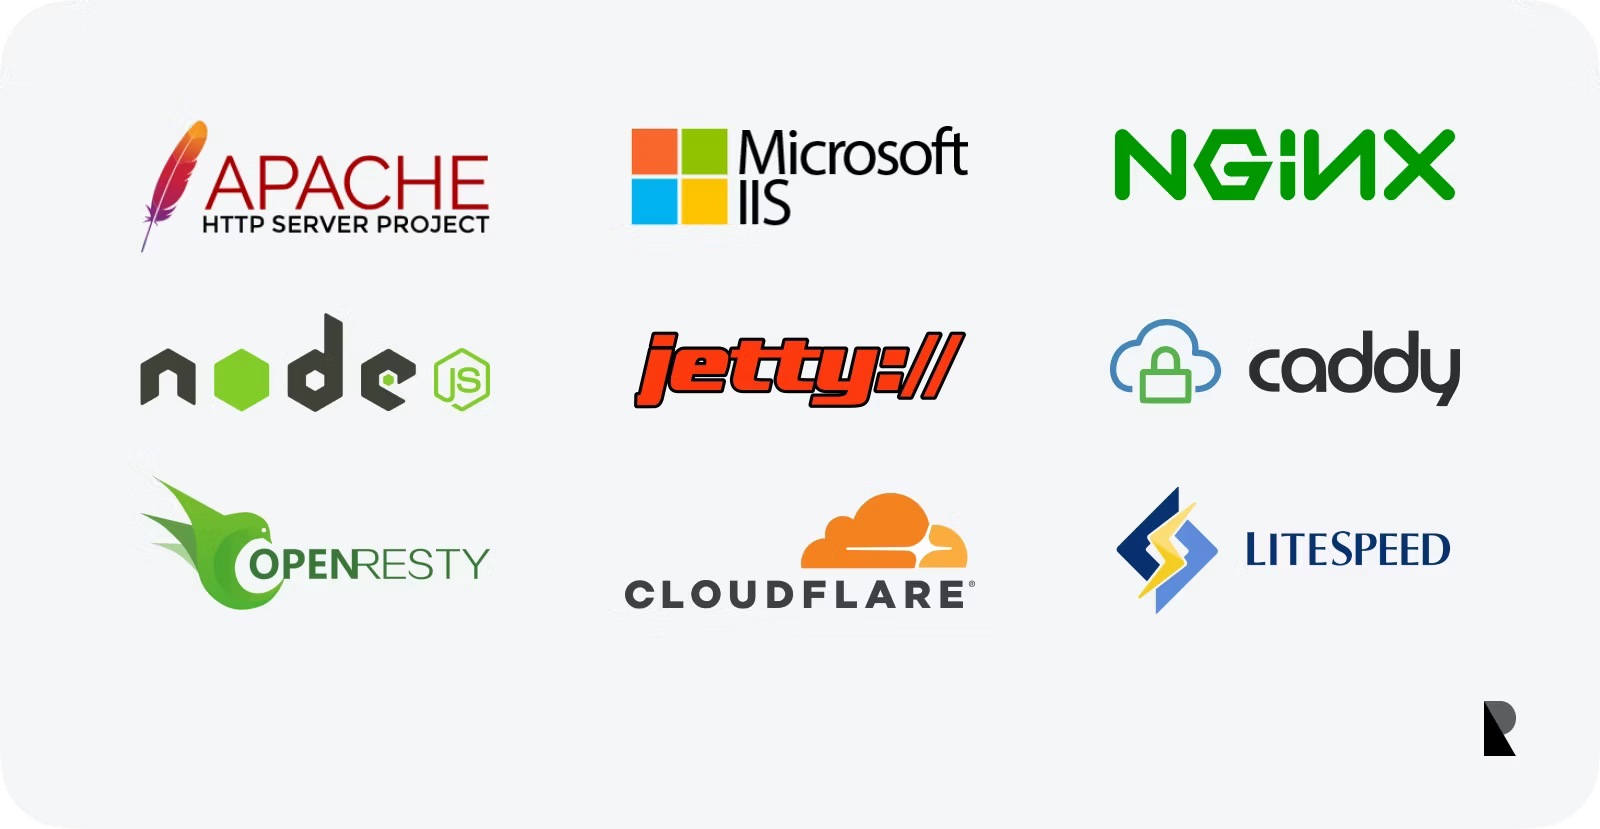 APACHE
HTTP SERVER PROJECT
Microsoft
IIS
NGINX
node
JS
jetty://
caddy
OPENRESTY
CLOUDFLARE®
LITESPEED
R